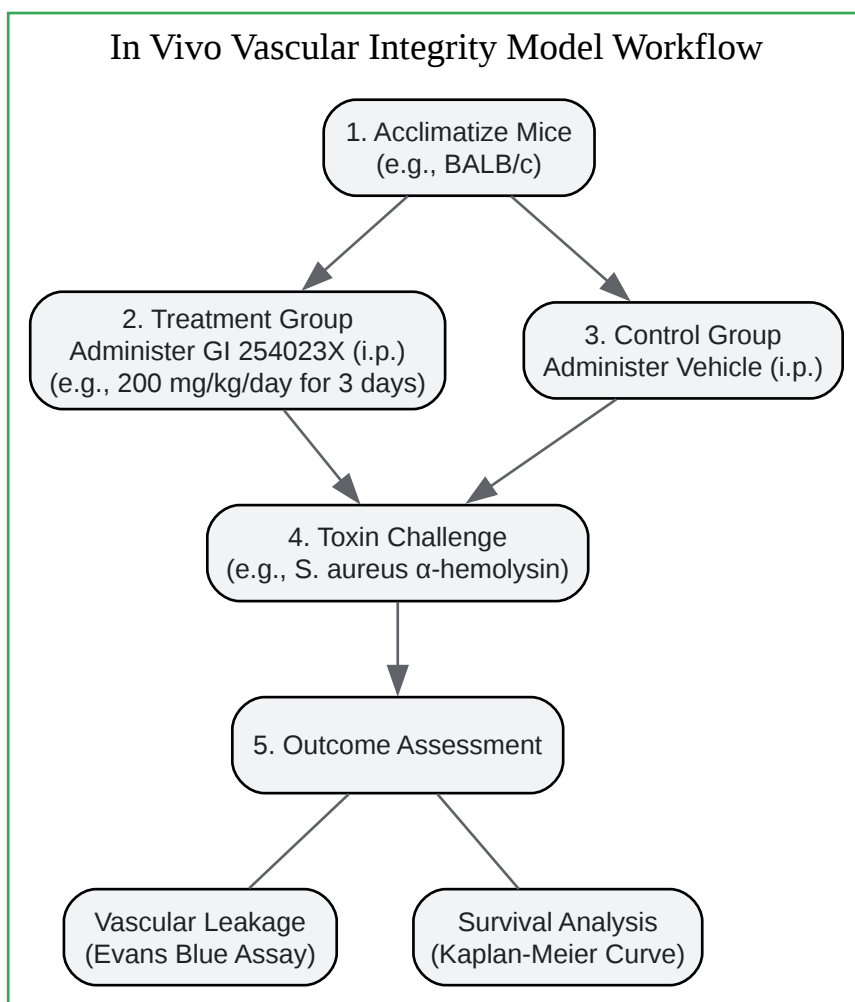 In Vivo Vascular Integrity Model Workflow
1. Acclimatize Mice
(e.g., BALB/c)
2. Treatment Group
Administer GI 254023X (i.p.)
(e.g., 200 mg/kg/day for 3 days)
3. Control Group
Administer Vehicle (i.p.)
4. Toxin Challenge
(e.g., S. aureus α-hemolysin)
5. Outcome Assessment
Vascular Leakage
(Evans Blue Assay)
Survival Analysis
(Kaplan-Meier Curve)